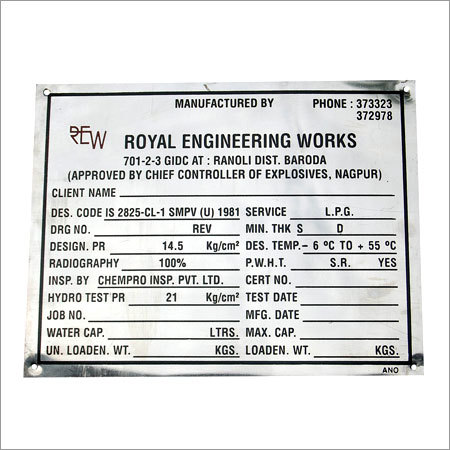 MANUFACTURED BY PHONE : 373323
372978
REW ROYAL ENGINEERING WORKS
701-2-3 GIDC AT : RANOLI DIST. BARODA
(APPROVED BY CHIEF CONTROLLER OF EXPLOSIVES, NAGPUR)
CLIENT NAME
DES. CODE IS 2825-CL-1 SMPV (U) 1981 SERVICE L.P.G.
DRG NO. REV MIN. THK S D
DESIGN. PR 14.5 Kg/cm² DES. TEMP. – 6 ºC TO + 55 ºC
RADIOGRAPHY 100% P.W.H.T. S.R. YES
INSP. BY CHEMPRO INSP. PVT. LTD. CERT NO.
HYDRO TEST PR 21 Kg/cm² TEST DATE
JOB NO. MFG. DATE
WATER CAP. LTRS. MAX. CAP.
UN. LOADEN. WT. KGS. LOADEN. WT. KGS.
ANO